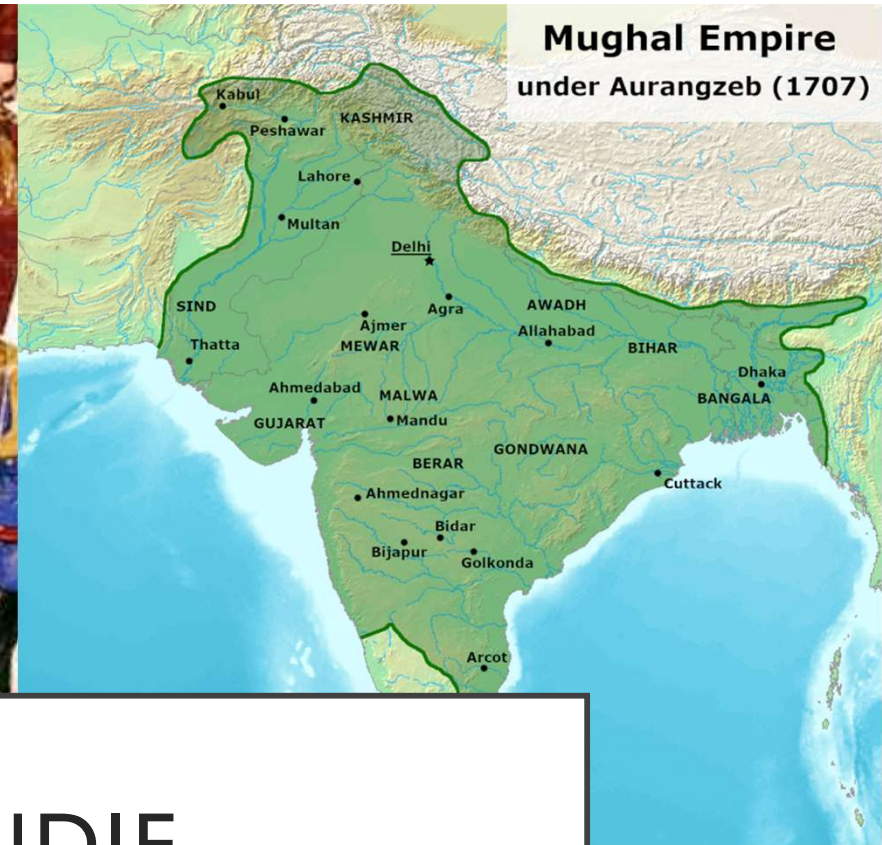 Mughal Empire
under Aurangzeb (1707)
Kabul
KASHMIR
Peshawar
Lahore
Multan
Delhi
SIND
Agra
AWADH
Ajmer
Allahabad
Thatta
MEWAR
BIHAR
Dhaka
Ahmedabad
MALWA
BANGALA
GUJARAT
Mandu
GONDWANA
BERAR
Cuttack
Ahmednagar
Bidar
Bijapur
Golkonda
Arcot